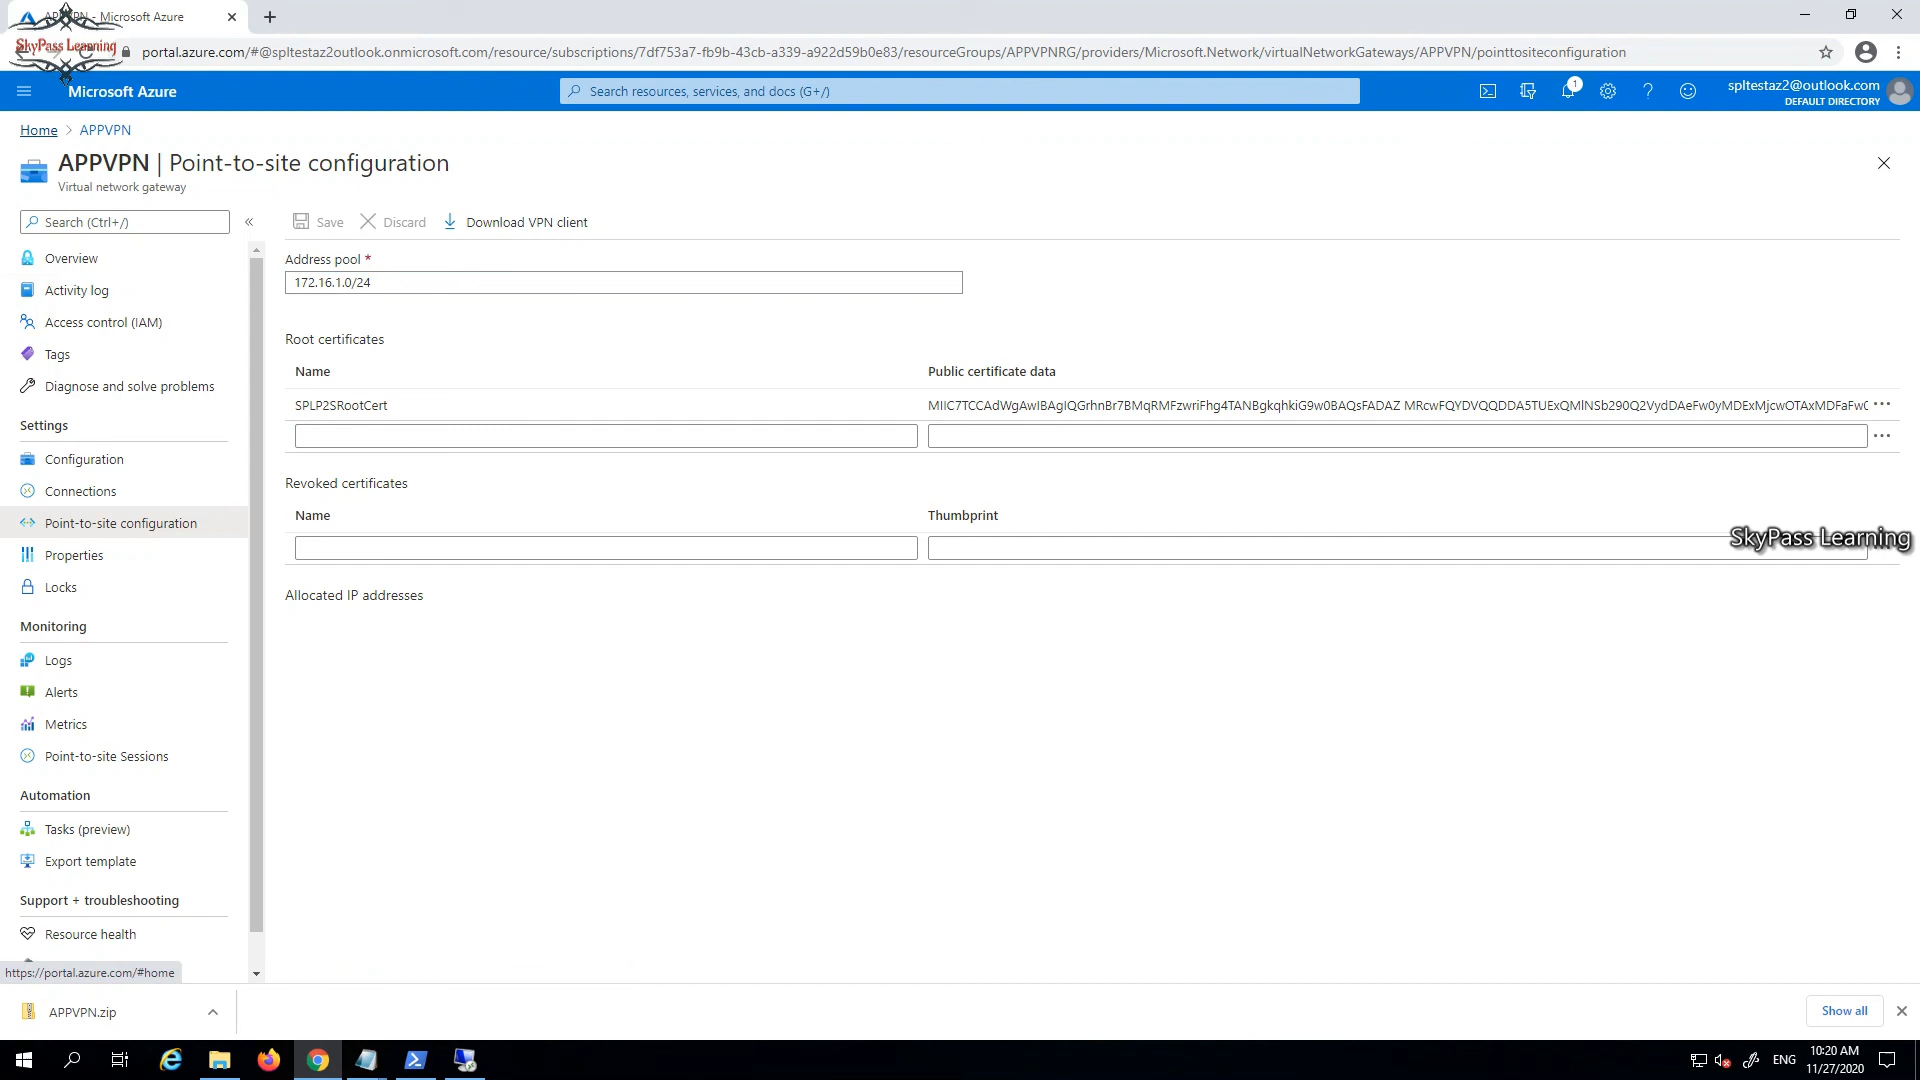 Microsoft Azure
SkyPass Learning
portal.azure.com/#@spltestaz2outlook.onmicrosoft.com/resource/subscriptions/7df753a7-fb9b-43cb-a339-a922d59b0e83/resourceGroups/APPVPNRG/providers/Microsoft.Network/virtualNetworkGateways/APPVPN/pointtositeconfiguration
Microsoft Azure
Search resources, services, and docs (G+/)
1
spltestaz2@outlook.com
DEFAULT DIRECTORY
Home > APPVPN
APPVPN | Point-to-site configuration
Virtual network gateway
Search (Ctrl+/)
Save
Discard
Download VPN client
Overview
Activity log
Access control (IAM)
Tags
Diagnose and solve problems
Settings
Configuration
Connections
Point-to-site configuration
Properties
Locks
Monitoring
Logs
Alerts
Metrics
Point-to-site Sessions
Automation
Tasks (preview)
Export template
Support + troubleshooting
Resource health
https://portal.azure.com/#home
Address pool *
172.16.1.0/24
Root certificates
Name
Public certificate data
SPLP2SRootCert
MIIC7TCCAdWgAwIBAgIQGrhnBr7BMqRMFzwriFhg4TANBgkqhkiG9w0BAQsFADAZ MRcwFQYDVQQDDA5TUExQMlNSb290Q2VydDAeFw0yMDExMjcwOTAxMDFaFw0
Revoked certificates
Name
Thumbprint
SkyPass Learning
Allocated IP addresses
APPVPN.zip
Show all
ENG
10:20 AM
11/27/2020